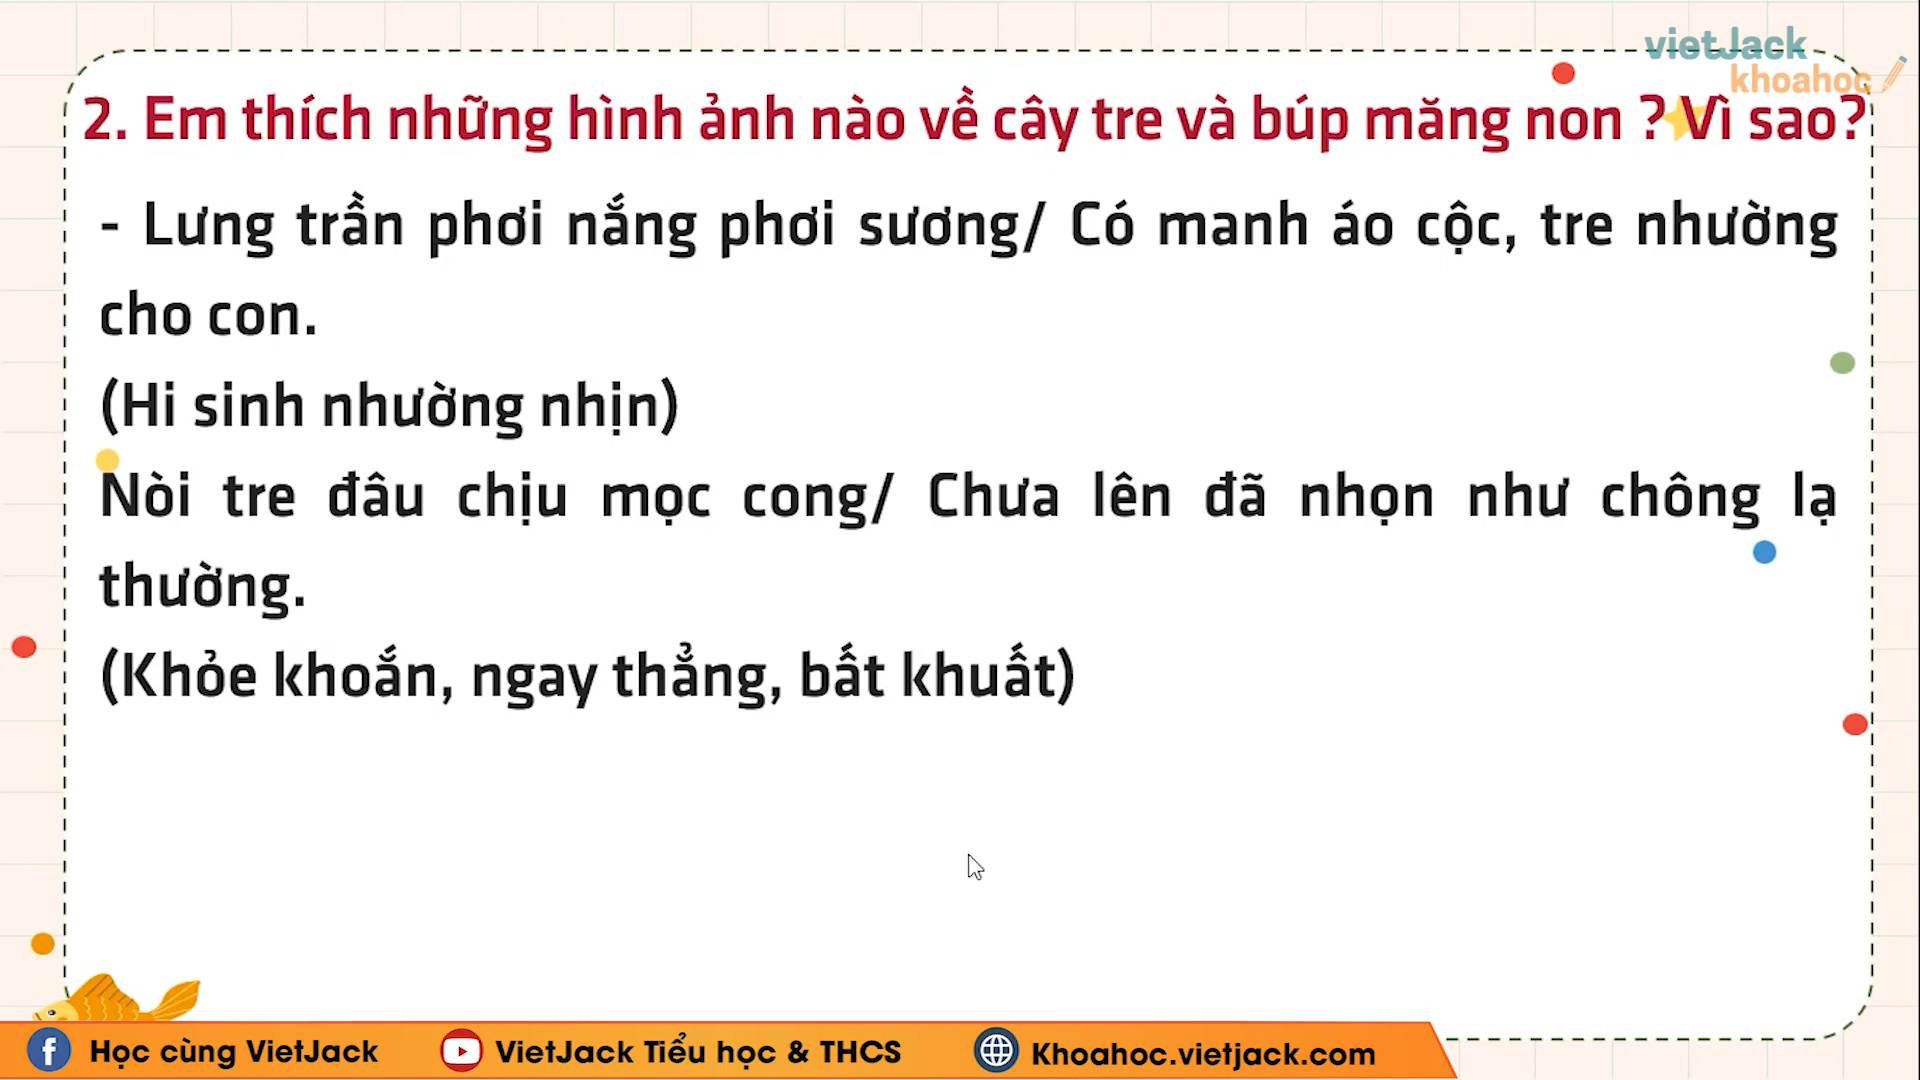 vietJack
khoahoc
2. Em thích những hình ảnh nào về cây tre và búp măng non ? Vì sao?
- Lưng trần phơi nắng phơi sương/ Có manh áo cộc, tre nhường
cho con.
(Hi sinh nhường nhịn)
Nòi tre đâu chịu mọc cong/ Chưa lên đã nhọn như chông lạ
thường.
(Khỏe khoắn, ngay thẳng, bất khuất)
Học cùng VietJack
VietJack Tiểu học & THCS
Khoahoc.vietjack.com